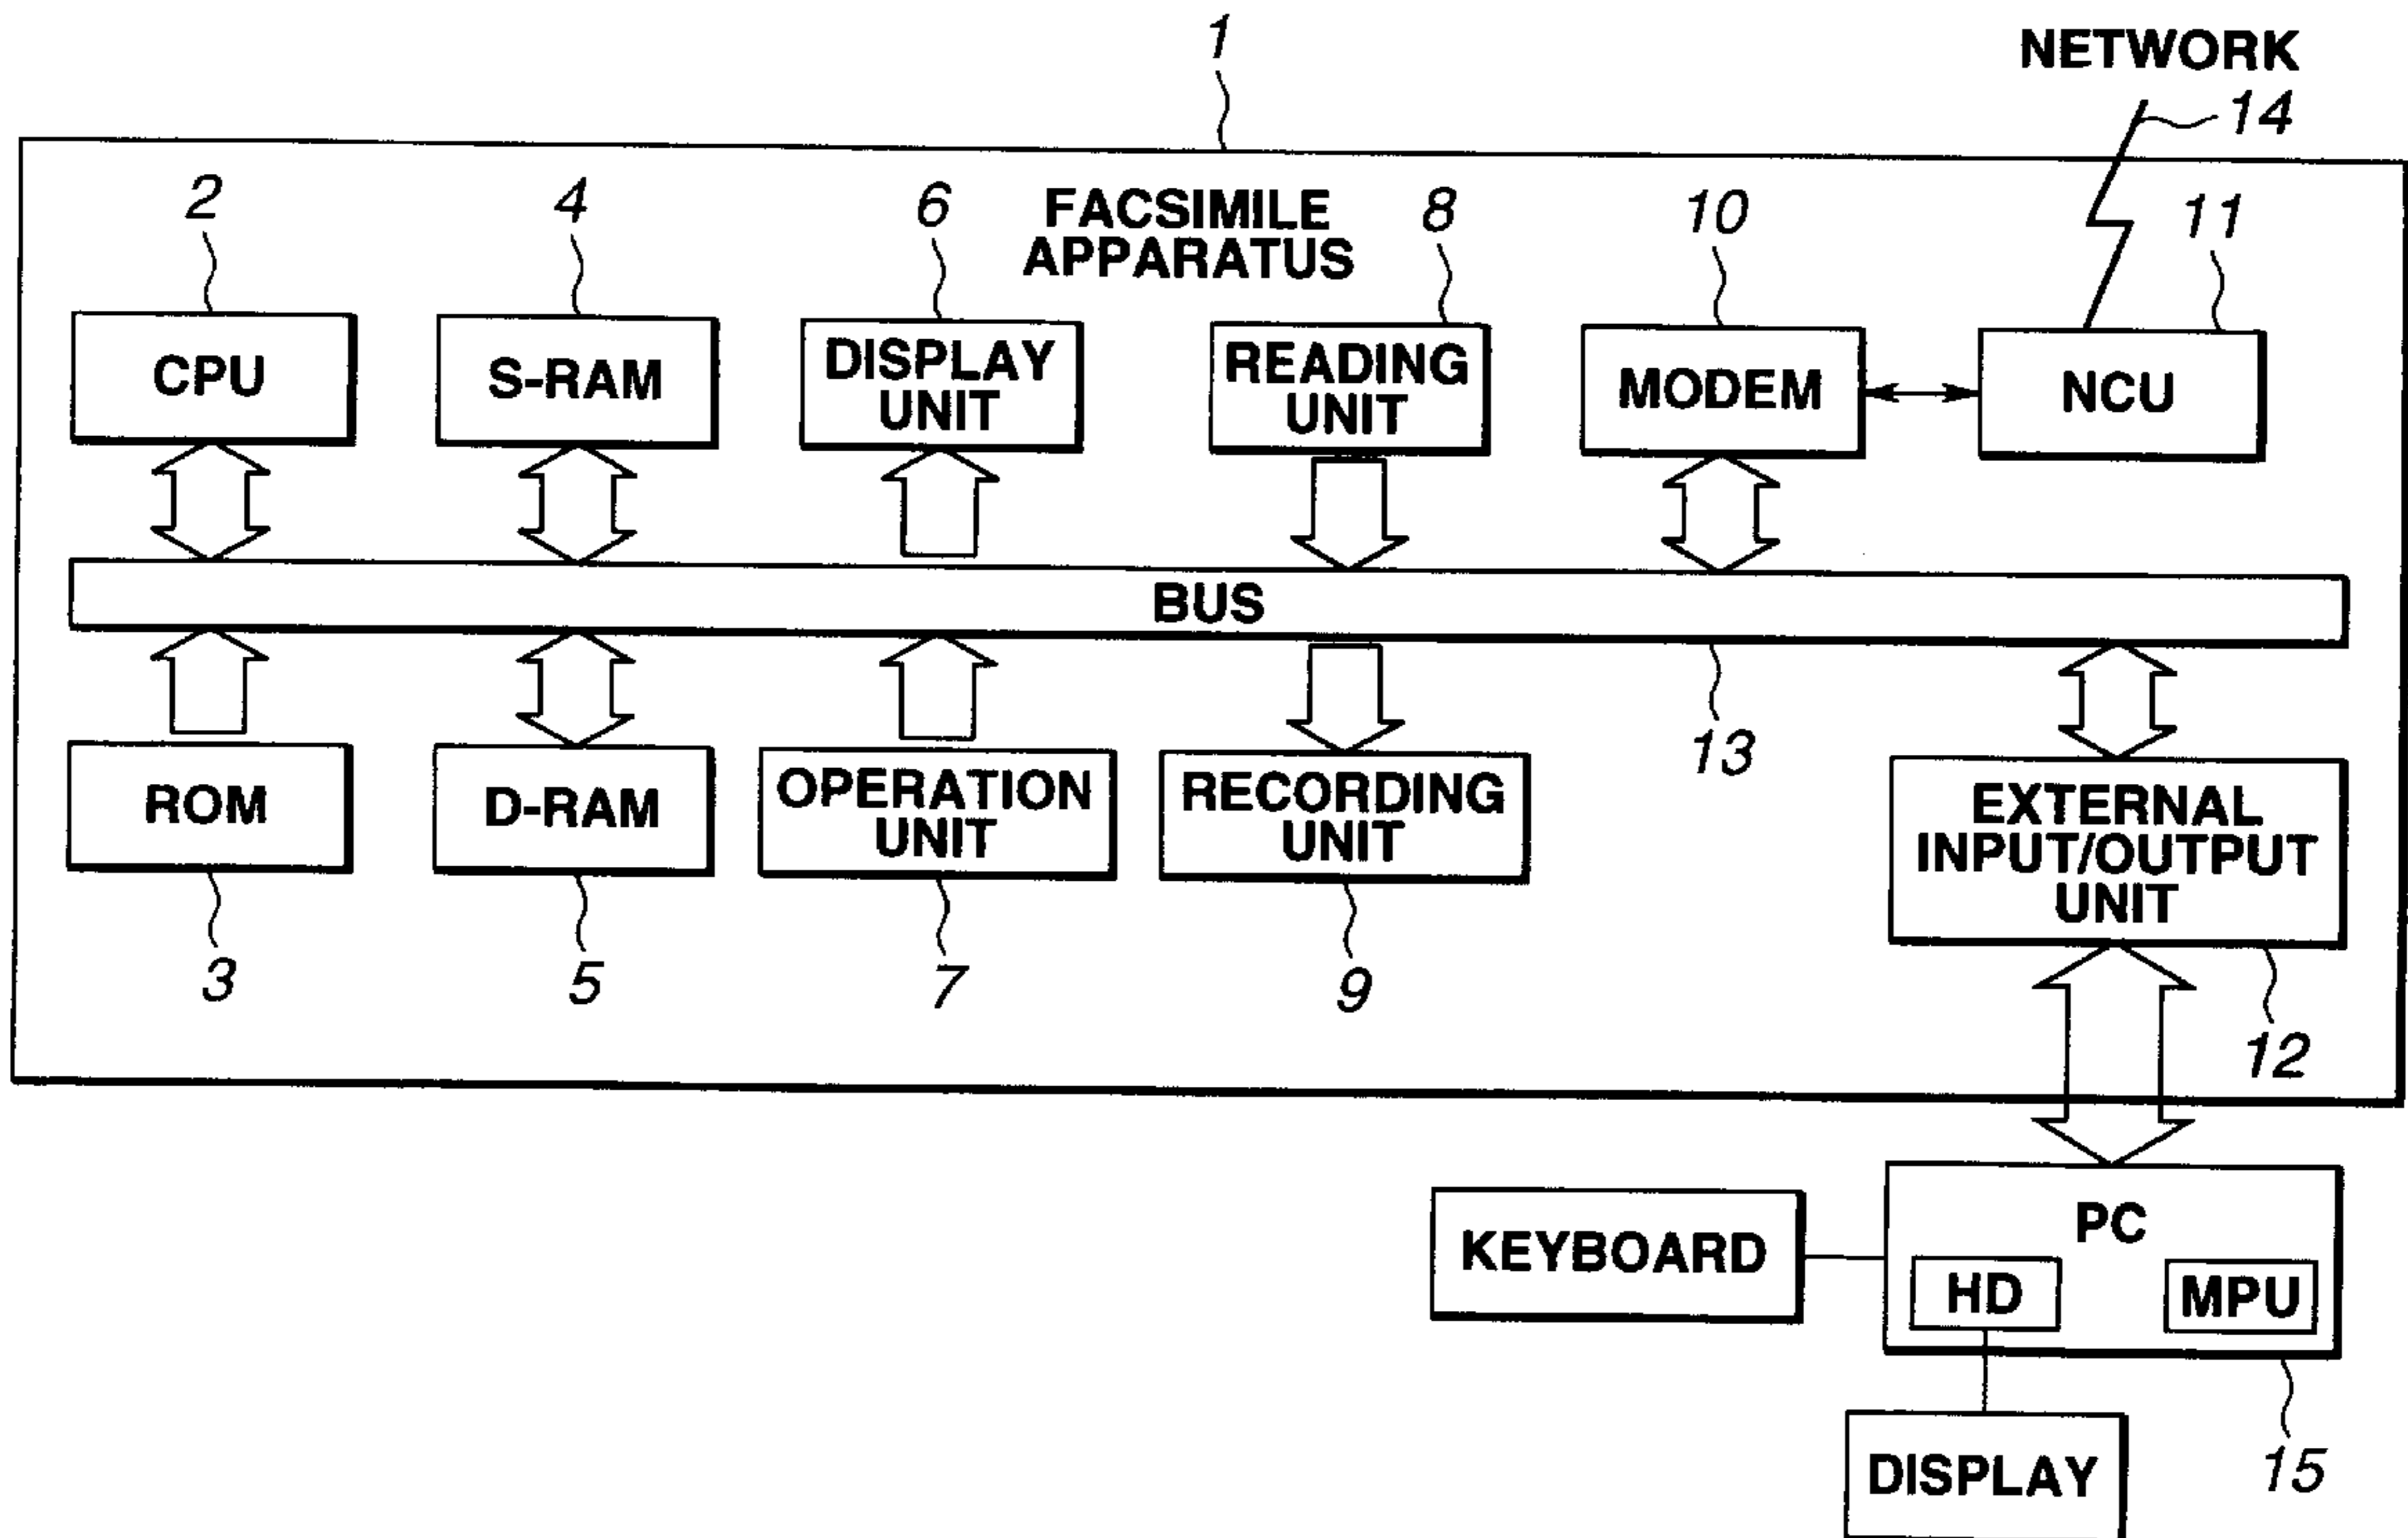 1
NETWORK
14
2
4
6
FACSIMILE
APPARATUS
8
10
11
CPU
S-RAM
DISPLAY
UNIT
READING
UNIT
MODEM
NCU
BUS
13
ROM
D-RAM
OPERATION
UNIT
RECORDING
UNIT
EXTERNAL
INPUT/OUTPUT
UNIT
3
5
7
9
12
KEYBOARD
PC
HD
MPU
15
DISPLAY